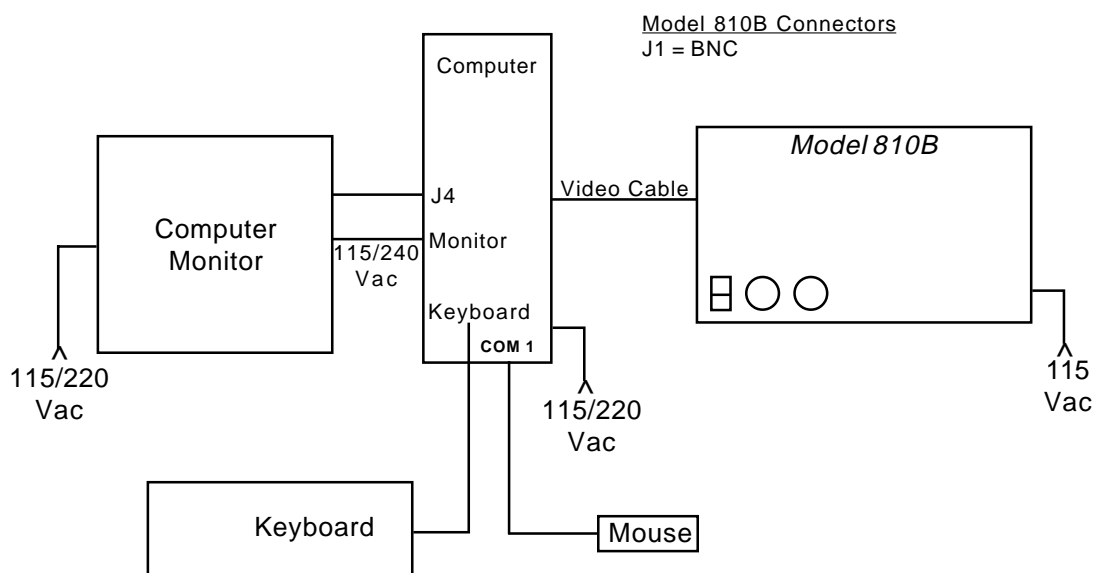 Model 810B Connectors
J1 = BNC
Computer
Model 810B
J4
Video Cable
Computer
Monitor
Monitor
115/240
Vac
Keyboard
COM 1
115/220
Vac
115/220
Vac
115
Vac
Keyboard
Mouse